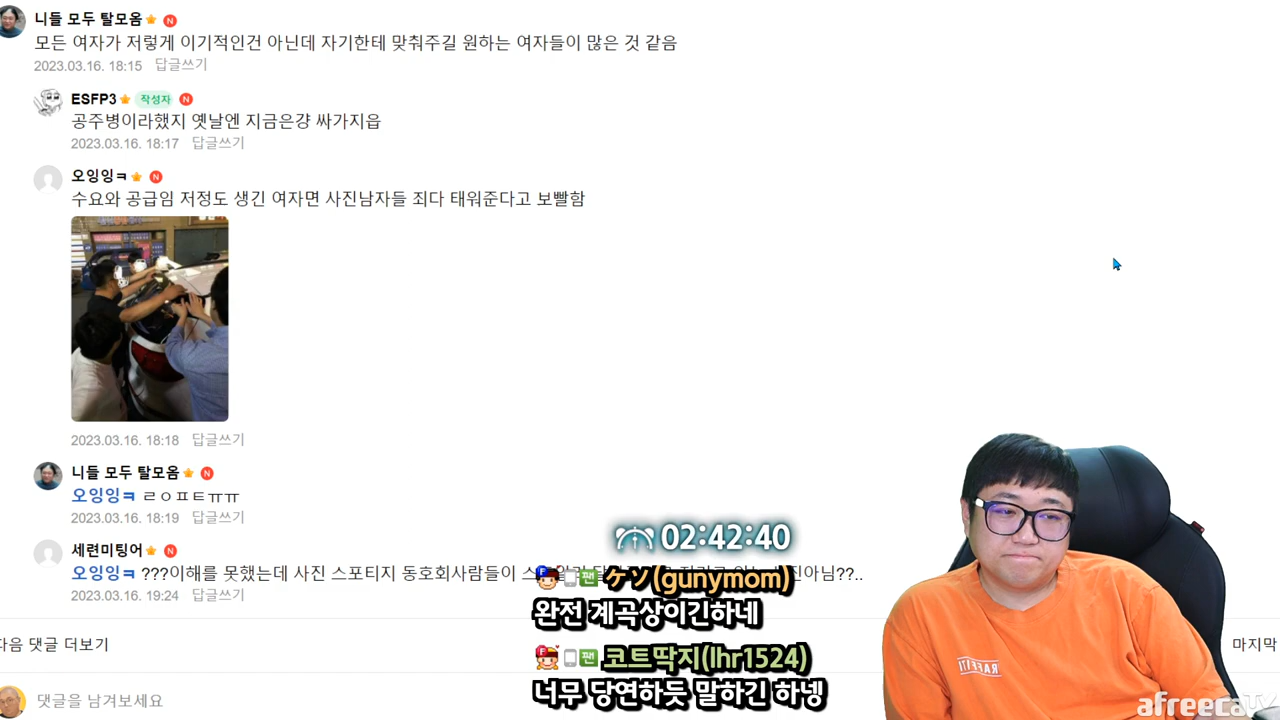 니들 모두 탈모옴 N
모든 여자가 저렇게 이기적인건 아닌데 자기한테 맞춰주길 원하는 여자들이 많은 것 같음
2023.03.16. 18:15 답글쓰기
ESFP3 작성자 N
공주병이라했지 옛날엔 지금은걍 싸가지읍
2023.03.16. 18:17 답글쓰기
오잉잉ㅋ N
수요와 공급임 저정도 생긴 여자면 사진남자들 죄다 태워준다고 보빨함
2023.03.16. 18:18 답글쓰기
니들 모두 탈모옴 N
오잉잉ㅋ ㄹㅇㅍㅌㅠㅠ
2023.03.16. 18:19 답글쓰기
세련미팅어 N
오잉잉ㅋ ???이해를 못했는데 사진 스포티지 동호회사람들이
2023.03.16. 19:24 답글쓰기
02:42:40
F 팬 ケソ(gunymom)
완전 계곡상이긴하네
다음 댓글 더보기
마지막
F 팬 코트딱지(lhr1524)
너무 당연하듯 말하긴 하넹
댓글을 남겨보세요
afreecaTV